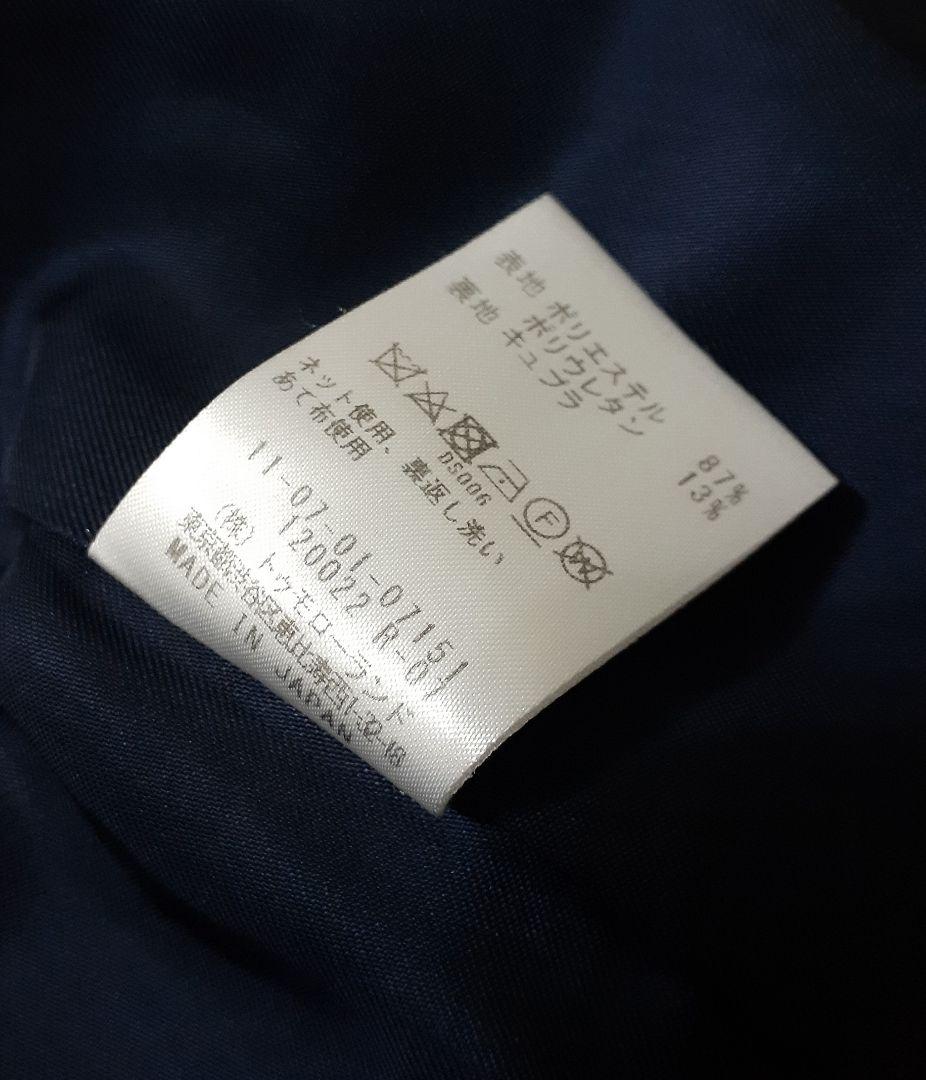 表地 ポリエステル 87%
ポリウレタン 13%
裏地 キュプラ
DS006
ネット使用、裏返し洗い
あて布使用
11-07-01-07151
120022 R-01
(株)トゥモローランド
東京都渋谷区恵比寿西1-32-18
MADE IN JAPAN